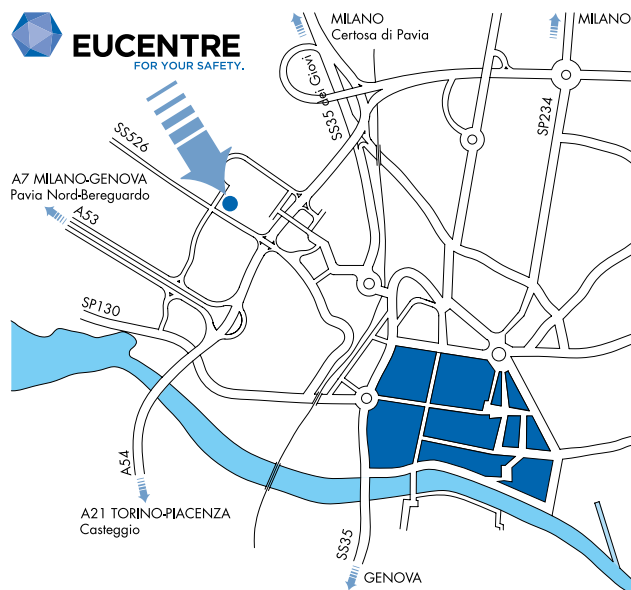 EUCENTRE
FOR YOUR SAFETY.
MILANO
Certosa di Pavia
MILANO
SS35 dei Giovi
SP234
SS526
A7 MILANO-GENOVA
Pavia Nord-Bereguardo
A53
SP130
A54
A21 TORINO-PIACENZA
Casteggio
SS35
GENOVA